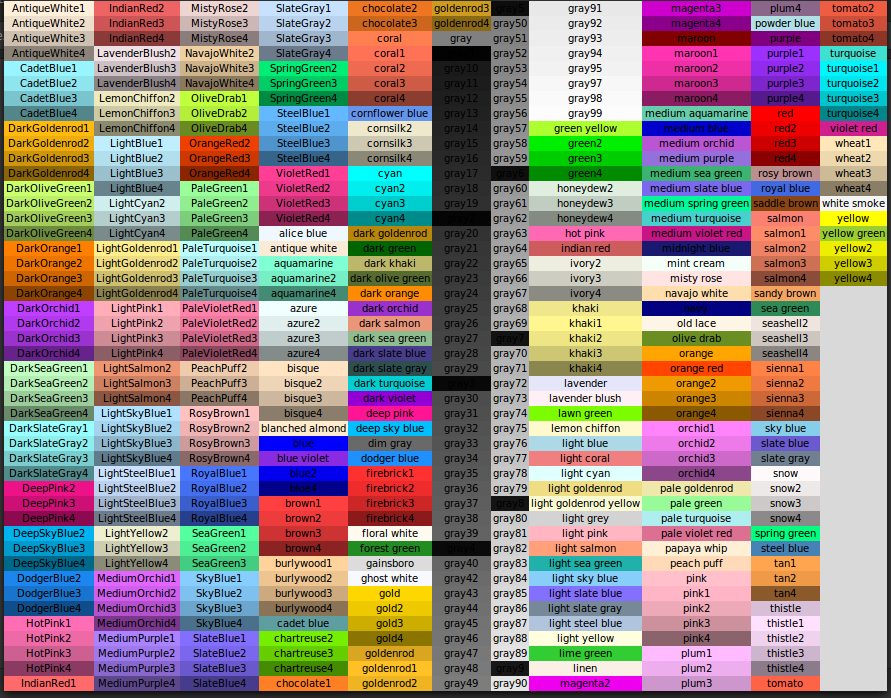 AntiqueWhite1
AntiqueWhite2
AntiqueWhite3
AntiqueWhite4
CadetBlue1
CadetBlue2
CadetBlue3
CadetBlue4
DarkGoldenrod1
DarkGoldenrod2
DarkGoldenrod3
DarkGoldenrod4
DarkOliveGreen1
DarkOliveGreen2
DarkOliveGreen3
DarkOliveGreen4
DarkOrange1
DarkOrange2
DarkOrange3
DarkOrange4
DarkOrchid1
DarkOrchid2
DarkOrchid3
DarkOrchid4
DarkSeaGreen1
DarkSeaGreen2
DarkSeaGreen3
DarkSeaGreen4
DarkSlateGray1
DarkSlateGray2
DarkSlateGray3
DarkSlateGray4
DeepPink2
DeepPink3
DeepPink4
DeepSkyBlue2
DeepSkyBlue3
DeepSkyBlue4
DodgerBlue2
DodgerBlue3
DodgerBlue4
HotPink1
HotPink2
HotPink3
HotPink4
IndianRed1
IndianRed2
IndianRed3
IndianRed4
LavenderBlush2
LavenderBlush3
LavenderBlush4
LemonChiffon2
LemonChiffon3
LemonChiffon4
LightBlue1
LightBlue2
LightBlue3
LightBlue4
LightCyan2
LightCyan3
LightCyan4
LightGoldenrod1
LightGoldenrod2
LightGoldenrod3
LightGoldenrod4
LightPink1
LightPink2
LightPink3
LightPink4
LightSalmon2
LightSalmon3
LightSalmon4
LightSkyBlue1
LightSkyBlue2
LightSkyBlue3
LightSkyBlue4
LightSteelBlue1
LightSteelBlue2
LightSteelBlue3
LightSteelBlue4
LightYellow2
LightYellow3
LightYellow4
MediumOrchid1
MediumOrchid2
MediumOrchid3
MediumOrchid4
MediumPurple1
MediumPurple2
MediumPurple3
MediumPurple4
MistyRose2
MistyRose3
MistyRose4
NavajoWhite2
NavajoWhite3
NavajoWhite4
OliveDrab1
OliveDrab2
OliveDrab4
OrangeRed2
OrangeRed3
OrangeRed4
PaleGreen1
PaleGreen2
PaleGreen3
PaleGreen4
PaleTurquoise1
PaleTurquoise2
PaleTurquoise3
PaleTurquoise4
PaleVioletRed1
PaleVioletRed2
PaleVioletRed3
PaleVioletRed4
PeachPuff2
PeachPuff3
PeachPuff4
RosyBrown1
RosyBrown2
RosyBrown3
RosyBrown4
RoyalBlue1
RoyalBlue2
RoyalBlue3
RoyalBlue4
SeaGreen1
SeaGreen2
SeaGreen3
SkyBlue1
SkyBlue2
SkyBlue3
SkyBlue4
SlateBlue1
SlateBlue2
SlateBlue3
SlateBlue4
SlateGray1
SlateGray2
SlateGray3
SlateGray4
SpringGreen2
SpringGreen3
SpringGreen4
SteelBlue1
SteelBlue2
SteelBlue3
SteelBlue4
VioletRed1
VioletRed2
VioletRed3
VioletRed4
alice blue
antique white
aquamarine
aquamarine2
aquamarine4
azure
azure2
azure3
azure4
bisque
bisque2
bisque3
bisque4
blanched almond
blue
blue violet
blue2
blue4
brown1
brown2
brown3
brown4
burlywood1
burlywood2
burlywood3
burlywood4
cadet blue
chartreuse2
chartreuse3
chartreuse4
chocolate1
chocolate2
chocolate3
coral
coral1
coral2
coral3
coral4
cornflower blue
cornsilk2
cornsilk3
cornsilk4
cyan
cyan2
cyan3
cyan4
dark goldenrod
dark green
dark khaki
dark olive green
dark orange
dark orchid
dark salmon
dark sea green
dark slate blue
dark slate gray
dark turquoise
dark violet
deep pink
deep sky blue
dim gray
dodger blue
firebrick1
firebrick2
firebrick3
firebrick4
floral white
forest green
gainsboro
ghost white
gold
gold2
gold3
gold4
goldenrod
goldenrod1
goldenrod2
goldenrod3
goldenrod4
gray
gray10
gray11
gray12
gray13
gray14
gray15
gray16
gray17
gray18
gray19
gray20
gray21
gray22
gray23
gray24
gray25
gray26
gray27
gray28
gray29
gray30
gray31
gray32
gray33
gray34
gray35
gray36
gray37
gray38
gray39
gray40
gray42
gray43
gray44
gray45
gray46
gray47
gray48
gray49
gray5
gray50
gray51
gray52
gray53
gray54
gray55
gray56
gray57
gray58
gray59
gray6
gray60
gray61
gray62
gray63
gray64
gray65
gray66
gray67
gray68
gray69
gray7
gray70
gray71
gray72
gray73
gray74
gray75
gray76
gray77
gray78
gray79
gray8
gray80
gray81
gray82
gray83
gray84
gray85
gray86
gray87
gray88
gray89
gray9
gray90
gray91
gray92
gray93
gray94
gray95
gray97
gray98
gray99
green yellow
green2
green3
green4
honeydew2
honeydew3
honeydew4
hot pink
indian red
ivory2
ivory3
ivory4
khaki
khaki1
khaki2
khaki3
khaki4
lavender
lavender blush
lawn green
lemon chiffon
light blue
light coral
light cyan
light goldenrod
light goldenrod yellow
light grey
light pink
light salmon
light sea green
light sky blue
light slate blue
light slate gray
light steel blue
light yellow
lime green
linen
magenta2
magenta3
magenta4
maroon
maroon1
maroon2
maroon3
maroon4
medium aquamarine
medium blue
medium orchid
medium purple
medium sea green
medium slate blue
medium spring green
medium turquoise
medium violet red
midnight blue
mint cream
misty rose
navajo white
navy
old lace
olive drab
orange
orange red
orange2
orange3
orange4
orchid1
orchid2
orchid3
orchid4
pale goldenrod
pale green
pale turquoise
pale violet red
papaya whip
peach puff
pink
pink1
pink2
pink3
pink4
plum1
plum2
plum3
plum4
powder blue
purple
purple1
purple2
purple3
purple4
red
red2
red3
red4
rosy brown
royal blue
saddle brown
salmon
salmon1
salmon2
salmon3
salmon4
sandy brown
sea green
seashell2
seashell3
seashell4
sienna1
sienna2
sienna3
sienna4
sky blue
slate blue
slate gray
snow
snow2
snow3
snow4
spring green
steel blue
tan1
tan2
tan4
thistle
thistle1
thistle2
thistle3
thistle4
tomato
tomato2
tomato3
tomato4
turquoise
turquoise1
turquoise2
turquoise3
turquoise4
violet red
wheat1
wheat2
wheat3
wheat4
white smoke
yellow
yellow green
yellow2
yellow3
yellow4